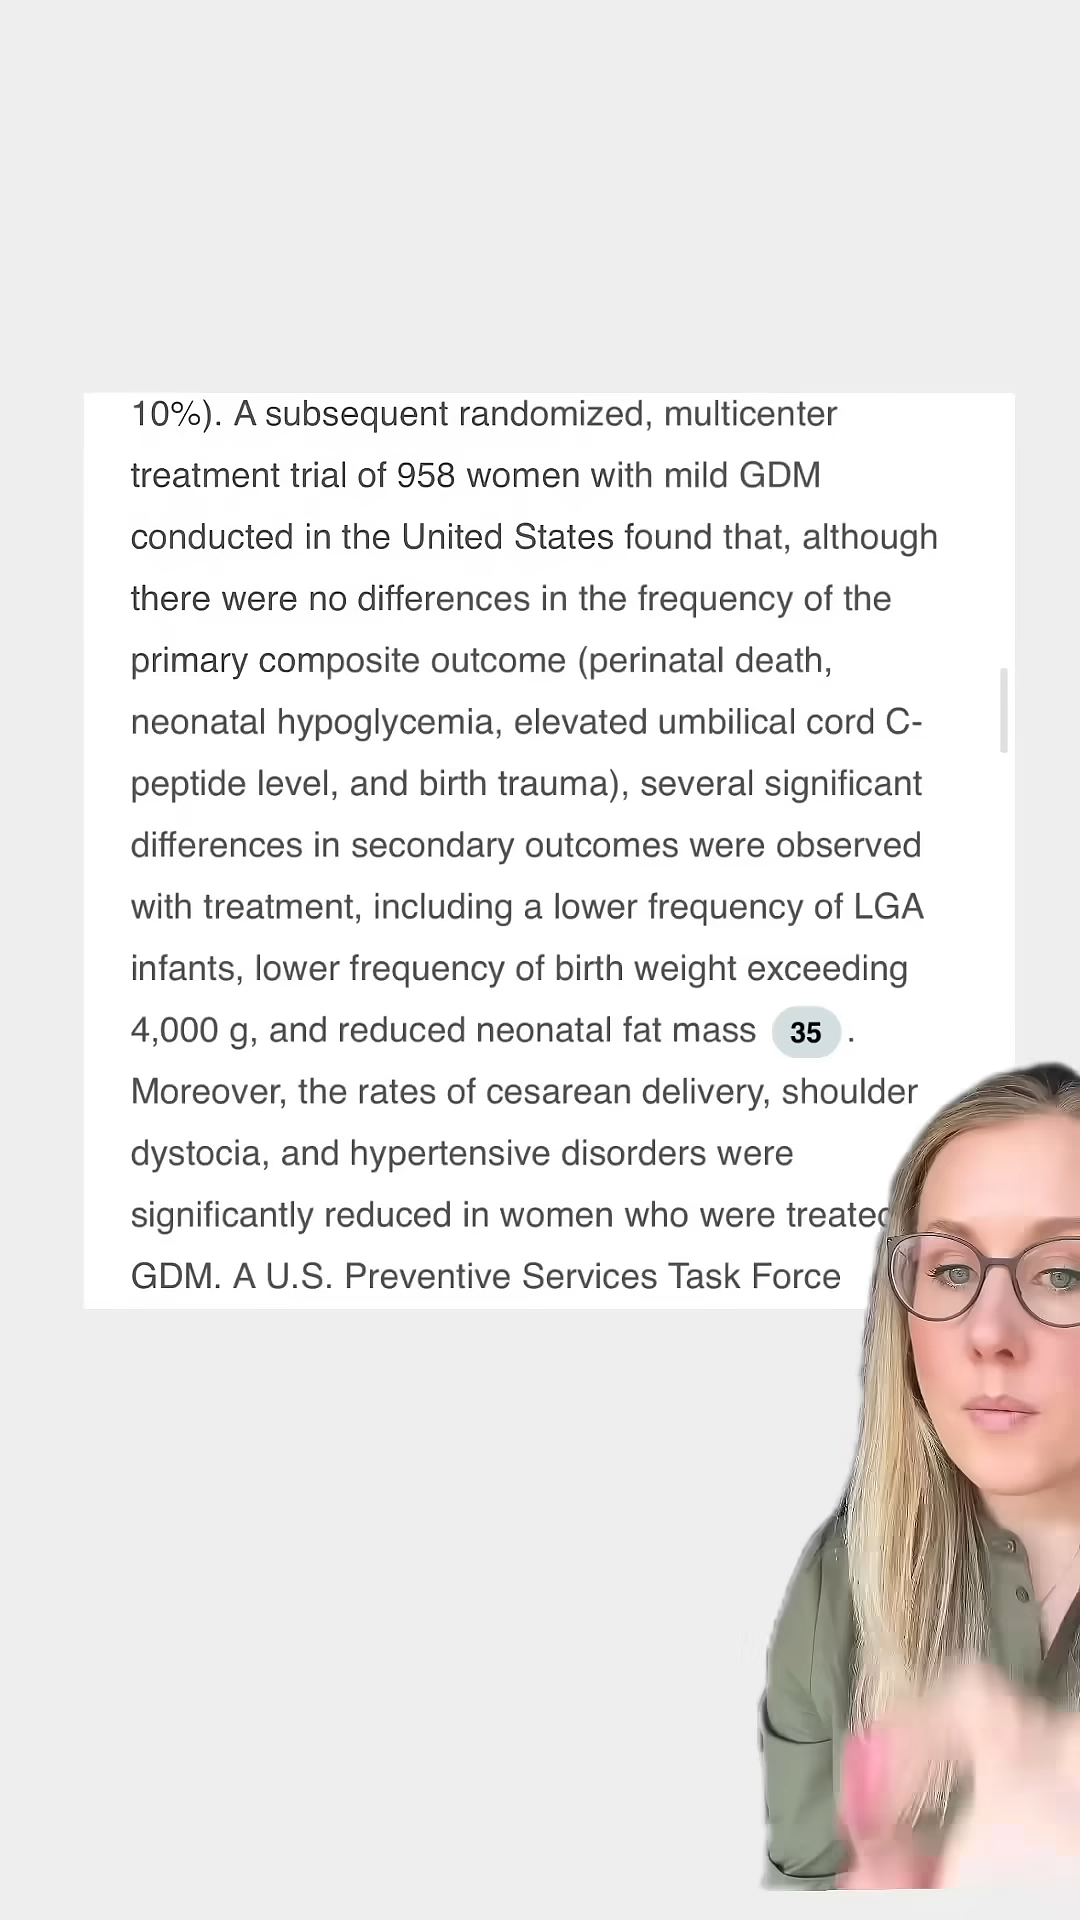 10%). A subsequent randomized, multicenter
treatment trial of 958 women with mild GDM
conducted in the United States found that, although
there were no differences in the frequency of the
primary composite outcome (perinatal death,
neonatal hypoglycemia, elevated umbilical cord C-
peptide level, and birth trauma), several significant
differences in secondary outcomes were observed
with treatment, including a lower frequency of LGA
infants, lower frequency of birth weight exceeding
4,000 g, and reduced neonatal fat mass 35 .
Moreover, the rates of cesarean delivery, shoulder
dystocia, and hypertensive disorders were
significantly reduced in women who were treated
GDM. A U.S. Preventive Services Task Force